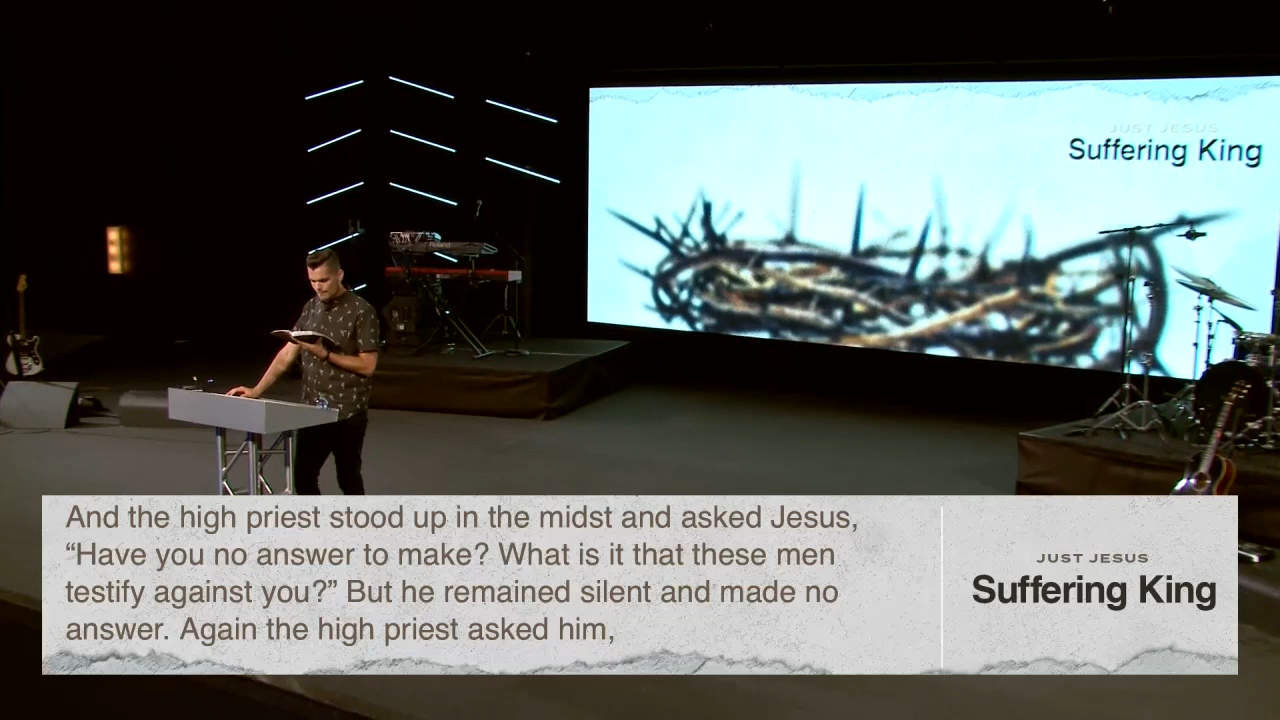 JUST JESUS
Suffering King
And the high priest stood up in the midst and asked Jesus,
“Have you no answer to make? What is it that these men
testify against you?” But he remained silent and made no
answer. Again the high priest asked him,
JUST JESUS
Suffering King